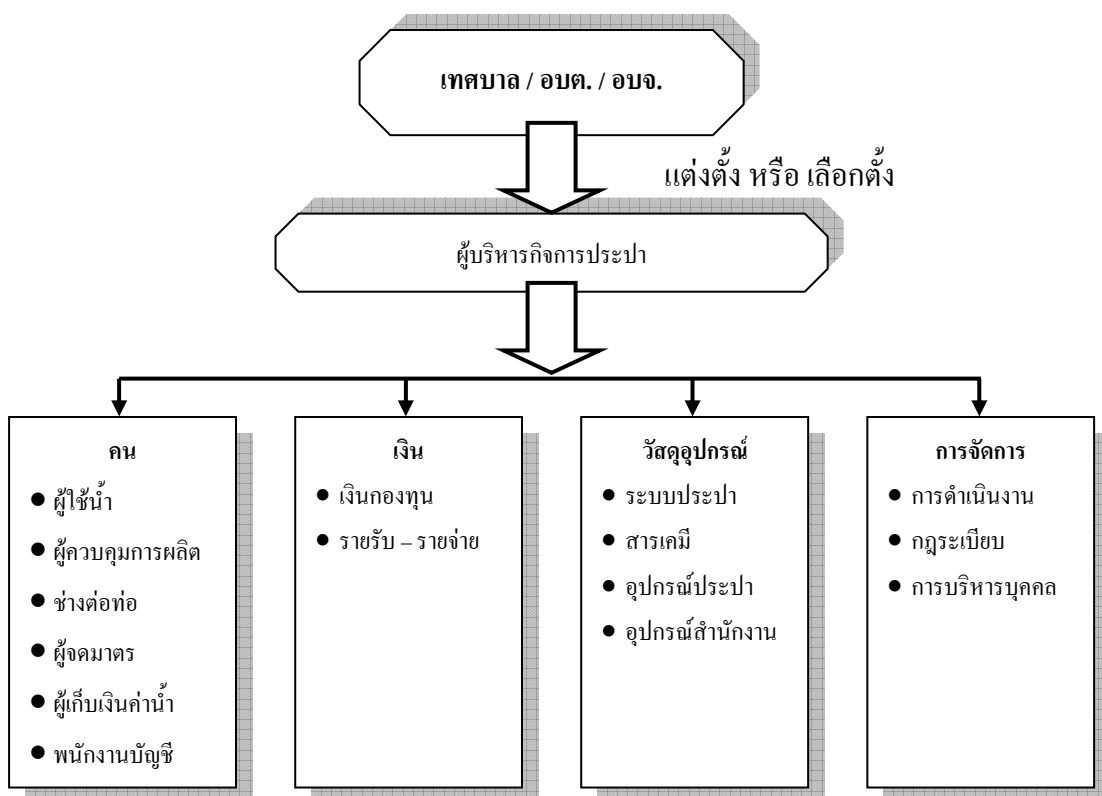 เทศบาล / อบต. / อบจ.
แต่งตั้ง หรือ เลือกตั้ง
ผู้บริหารกิจการประปา
คน
● ผู้ใช้น้ำ
● ผู้ควบคุมการผลิต
● ช่างต่อท่อ
● ผู้จดมาตร
● ผู้เก็บเงินค่าน้ำ
● พนักงานบัญชี
เงิน
● เงินกองทุน
● รายรับ – รายจ่าย
วัสดุอุปกรณ์
● ระบบประปา
● สารเคมี
● อุปกรณ์ประปา
● อุปกรณ์สำนักงาน
การจัดการ
● การดำเนินงาน
● กฎระเบียบ
● การบริหารบุคคล